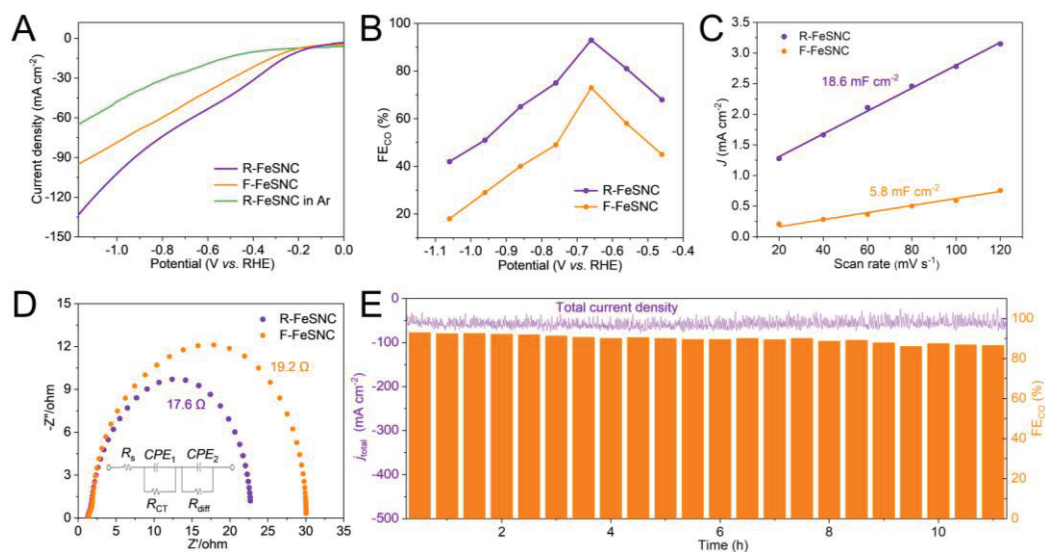 A
Current density (mA cm⁻²)
0
-30
-60
-90
-120
-150
R-FeSNC
F-FeSNC
R-FeSNC in Ar
-1.0
-0.8
-0.6
-0.4
-0.2
0.0
Potential (V vs. RHE)
B
FE_CO (%)
100
80
60
40
20
R-FeSNC
F-FeSNC
-1.1
-1.0
-0.9
-0.8
-0.7
-0.6
-0.5
-0.4
Potential (V vs. RHE)
C
J (mA cm⁻²)
3.5
3.0
2.5
2.0
1.5
1.0
0.5
0.0
R-FeSNC
F-FeSNC
18.6 mF cm⁻²
5.8 mF cm⁻²
20
40
60
80
100
120
Scan rate (mV s⁻¹)
D
-Z''/ohm
15
12
9
6
3
0
R-FeSNC
F-FeSNC
19.2 Ω
17.6 Ω
R_s
CPE₁
CPE₂
R_CT
R_diff
0
5
10
15
20
25
30
35
Z'/ohm
E
j_total (mA cm⁻²)
0
-100
-200
-300
-400
-500
Total current density
100
80
60
40
20
0
FE_CO (%)
2
4
6
8
10
Time (h)